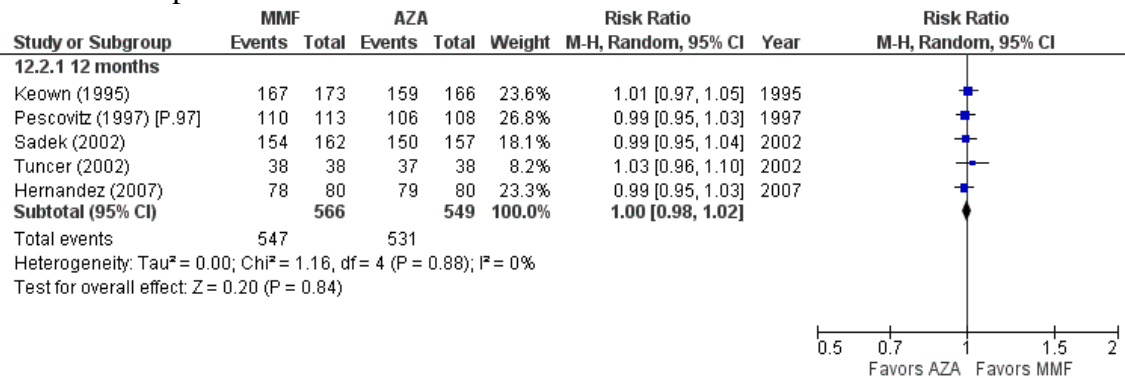 MMF AZA Risk Ratio Risk Ratio
Study or Subgroup Events Total Events Total Weight M-H, Random, 95% CI Year M-H, Random, 95% CI
12.2.1 12 months
Keown (1995) 167 173 159 166 23.6% 1.01 [0.97, 1.05] 1995
Pescovitz (1997) [P.97] 110 113 106 108 26.8% 0.99 [0.95, 1.03] 1997
Sadek (2002) 154 162 150 157 18.1% 0.99 [0.95, 1.04] 2002
Tuncer (2002) 38 38 37 38 8.2% 1.03 [0.96, 1.10] 2002
Hernandez (2007) 78 80 79 80 23.3% 0.99 [0.95, 1.03] 2007
Subtotal (95% CI) 566 549 100.0% 1.00 [0.98, 1.02]
Total events 547 531
Heterogeneity: Tau² = 0.00; Chi² = 1.16, df = 4 (P = 0.88); I² = 0%
Test for overall effect: Z = 0.20 (P = 0.84)
0.5 0.7 1 1.5 2
Favors AZA Favors MMF